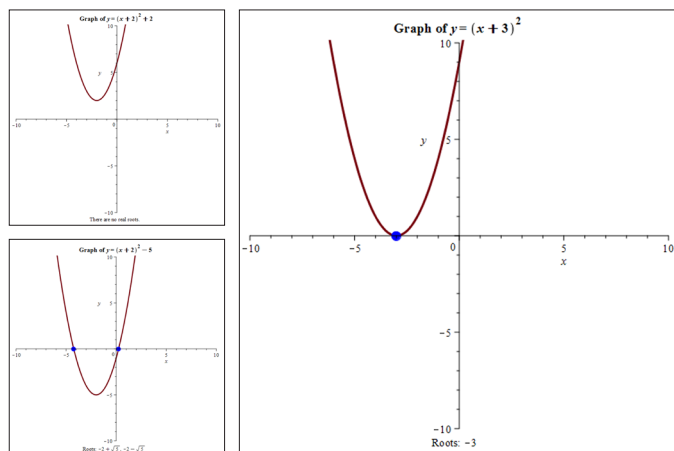 Graph of y = (x + 2)² + 2
10
y
5
-10
-5
0
5
10
x
-5
-10
There are no real roots.
Graph of y = (x + 2)² − 5
10
y
5
-10
-5
0
5
10
x
-5
-10
Roots: −2 + √5, −2 − √5
Graph of y = (x + 3)²
10
y
5
-10
-5
0
5
10
x
-5
-10
Roots: −3